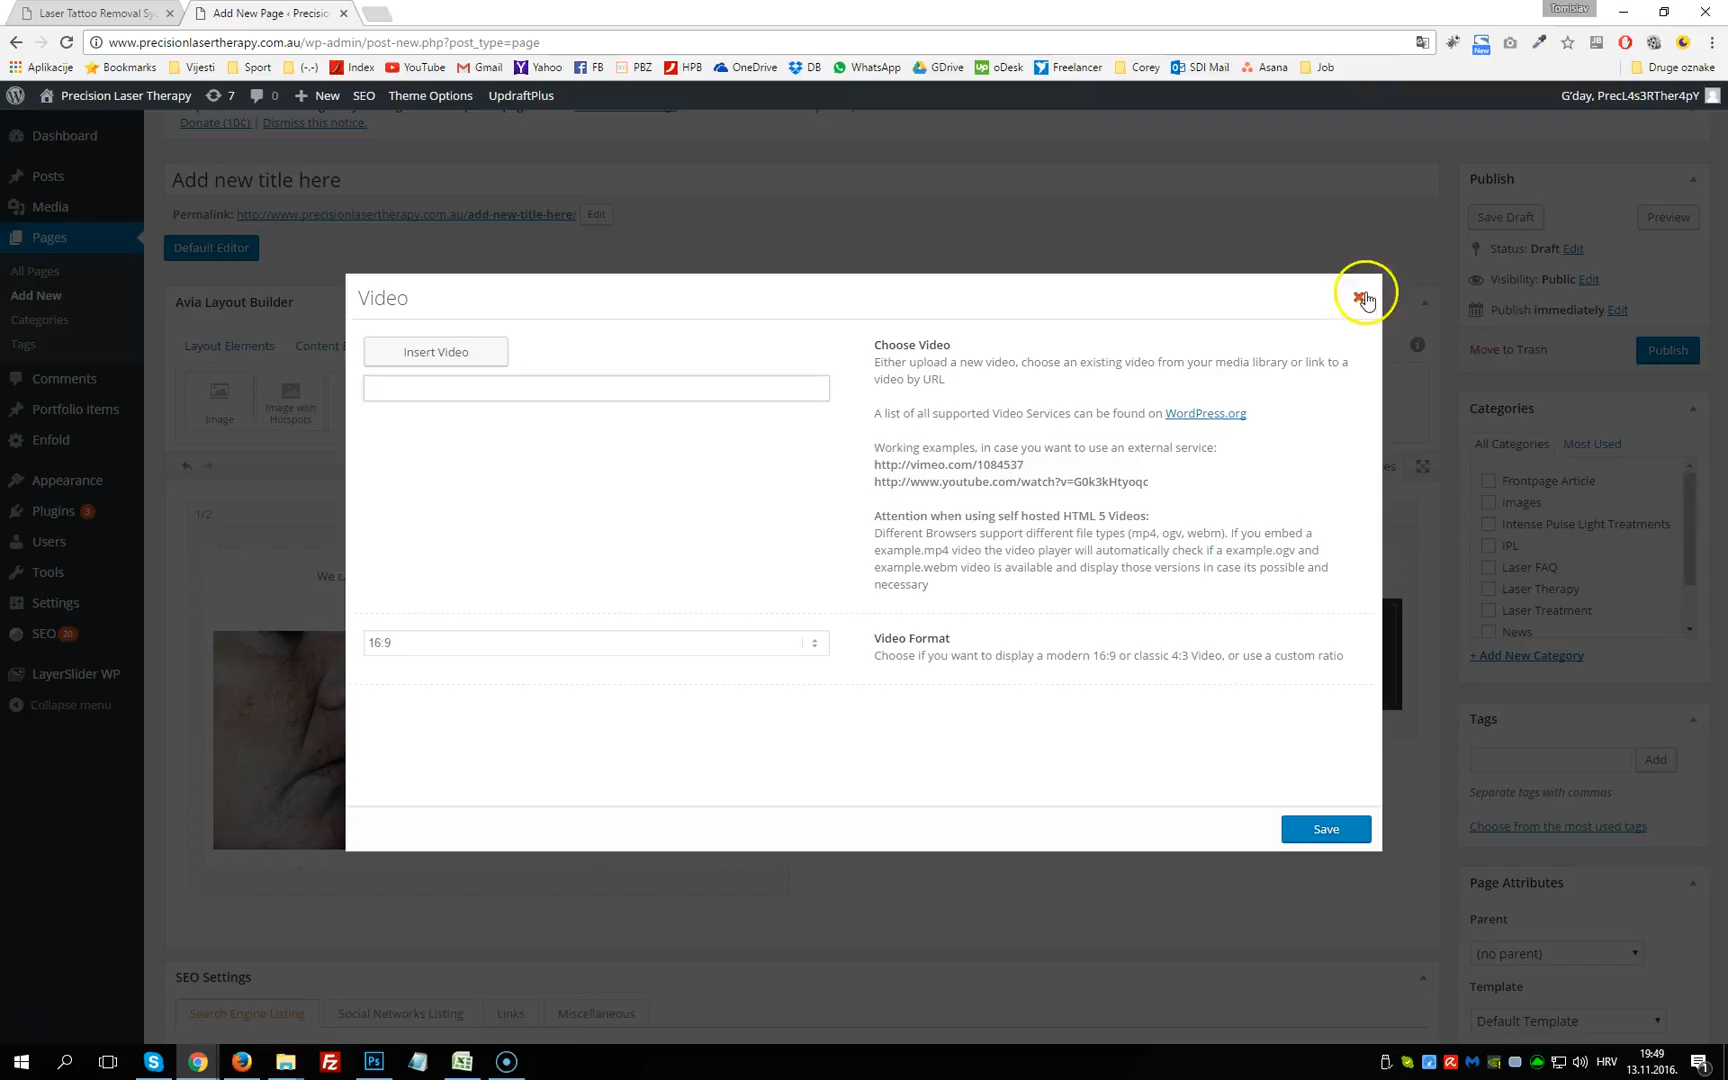 Laser Tattoo Removal Sy
Add New Page ‹ Precision
Tomislav
www.precisionlasertherapy.com.au/wp-admin/post-new.php?post_type=page
New
Aplikacije
Bookmarks
Vijesti
Sport
(-.-)
Index
YouTube
Gmail
Yahoo
FB
PBZ
HPB
OneDrive
DB
WhatsApp
GDrive
oDesk
Freelancer
Corey
SDI Mail
Asana
Job
Druge oznake
Precision Laser Therapy
7
0
New
SEO
Theme Options
UpdraftPlus
G'day, PrecL4s3RTher4pY
Donate (10¢) | Dismiss this notice.
Dashboard
Posts
Media
Pages
All Pages
Add New
Categories
Tags
Comments
Portfolio Items
Enfold
Appearance
Plugins 3
Users
Tools
Settings
SEO 20
LayerSlider WP
Collapse menu
Add new title here
Permalink: http://www.precisionlasertherapy.com.au/add-new-title-here/ Edit
Default Editor
Avia Layout Builder
Layout Elements
Image
Image with
Hotspots
1/2
Video
Insert Video
Choose Video
Either upload a new video, choose an existing video from your media library or link to a
video by URL
A list of all supported Video Services can be found on WordPress.org
Working examples, in case you want to use an external service:
http://vimeo.com/1084537
http://www.youtube.com/watch?v=G0k3kHtyoqc
Attention when using self hosted HTML 5 Videos:
Different Browsers support different file types (mp4, ogv, webm). If you embed a
example.mp4 video the video player will automatically check if a example.ogv and
example.webm video is available and display those versions in case its possible and
necessary
16:9
Video Format
Choose if you want to display a modern 16:9 or classic 4:3 Video, or use a custom ratio
Save
SEO Settings
Search Engine Listing
Social Networks Listing
Links
Miscellaneous
Publish
Save Draft
Preview
Status: Draft Edit
Visibility: Public Edit
Publish immediately Edit
Move to Trash
Publish
Categories
All Categories
Most Used
Frontpage Article
Images
Intense Pulse Light Treatments
IPL
Laser FAQ
Laser Therapy
Laser Treatment
News
+ Add New Category
Tags
Add
Separate tags with commas
Choose from the most used tags
Page Attributes
Parent
(no parent)
Template
Default Template
HRV
19:49
13.11.2016.